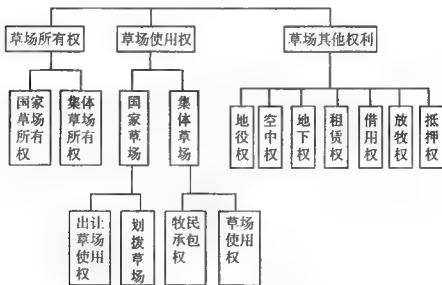 草场所有权
草场使用权
草场其他权利
国家草场所有权
集体草场所有权
国家草场
集体草场
地役权
空中权
地下权
租赁权
借用权
放牧权
抵押权
出让草场使用权
划拨草场
牧民承包权
草场使用权